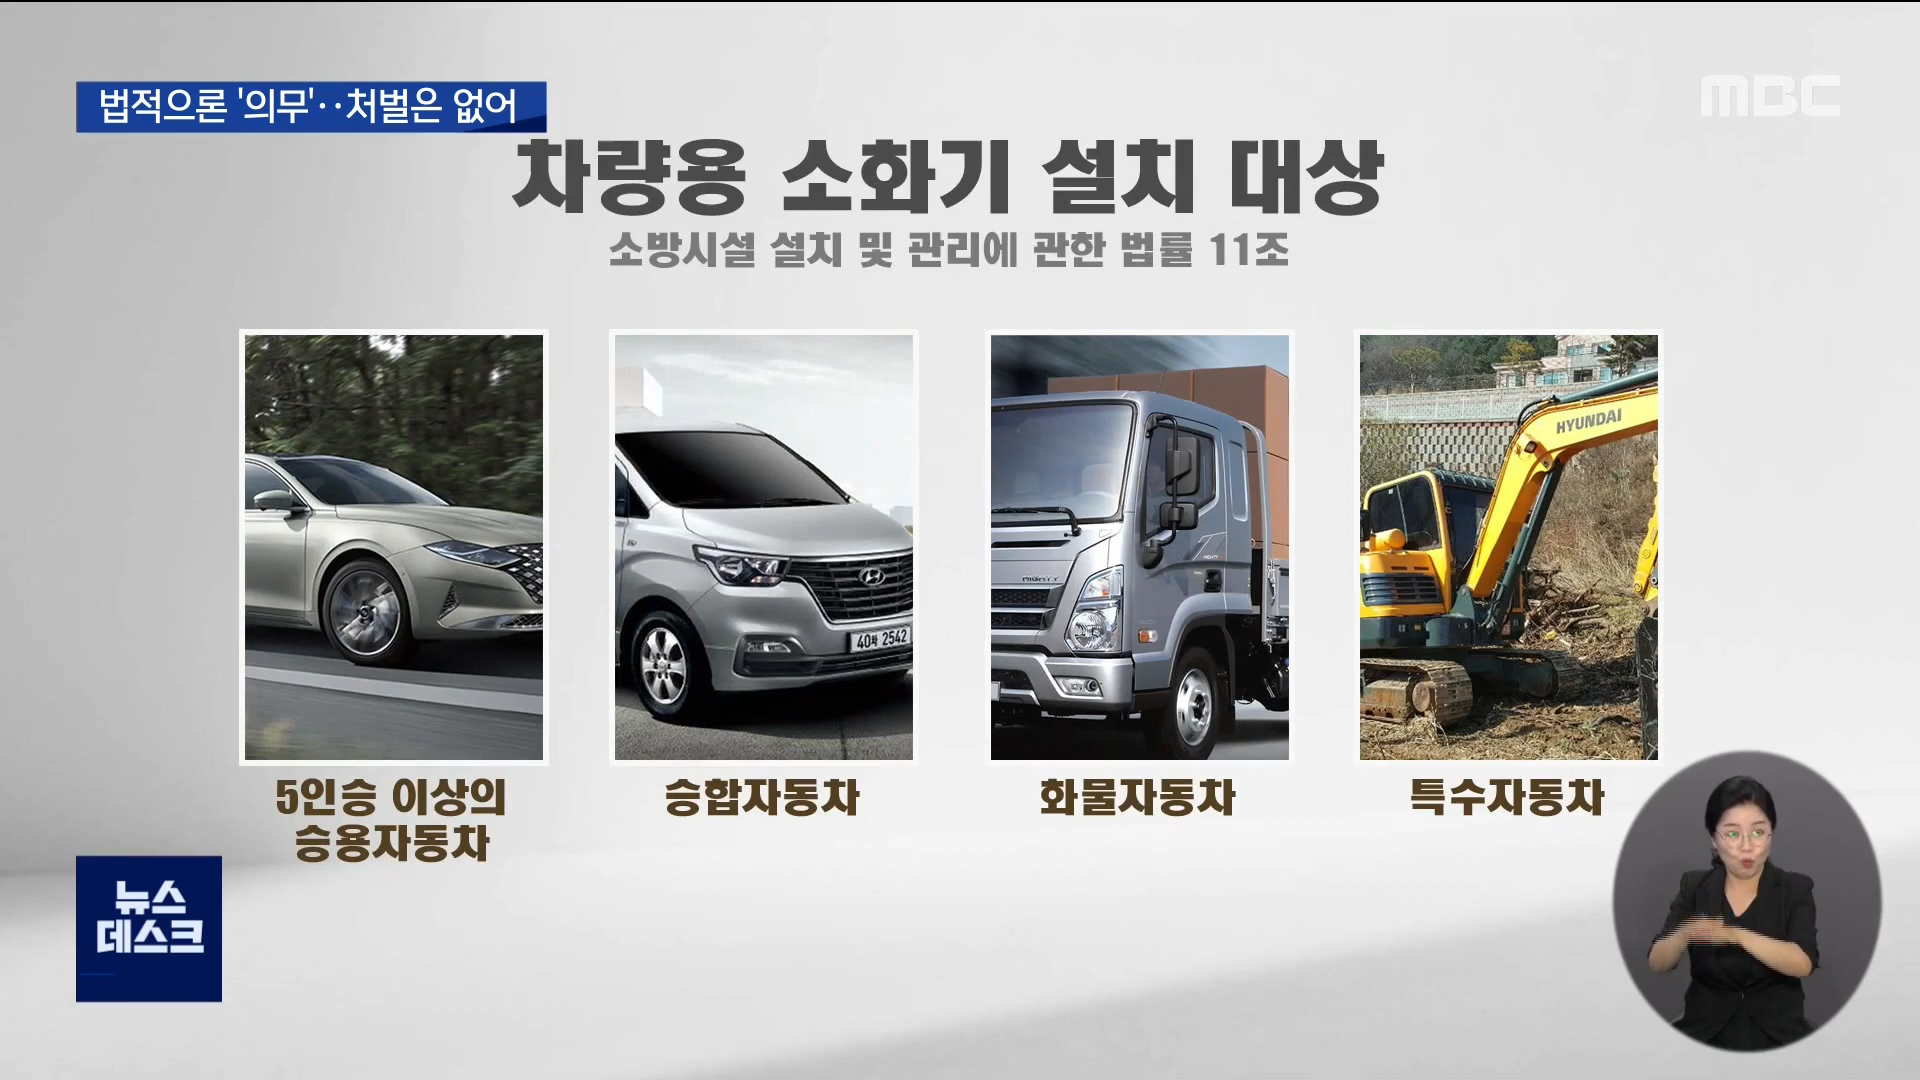 법적으론 '의무'‥처벌은 없어
MBC
차량용 소화기 설치 대상
소방시설 설치 및 관리에 관한 법률 11조
HYUNDAI
MIGHTY
2542
5인승 이상의
승용자동차
승합자동차
화물자동차
특수자동차
뉴스
데스크